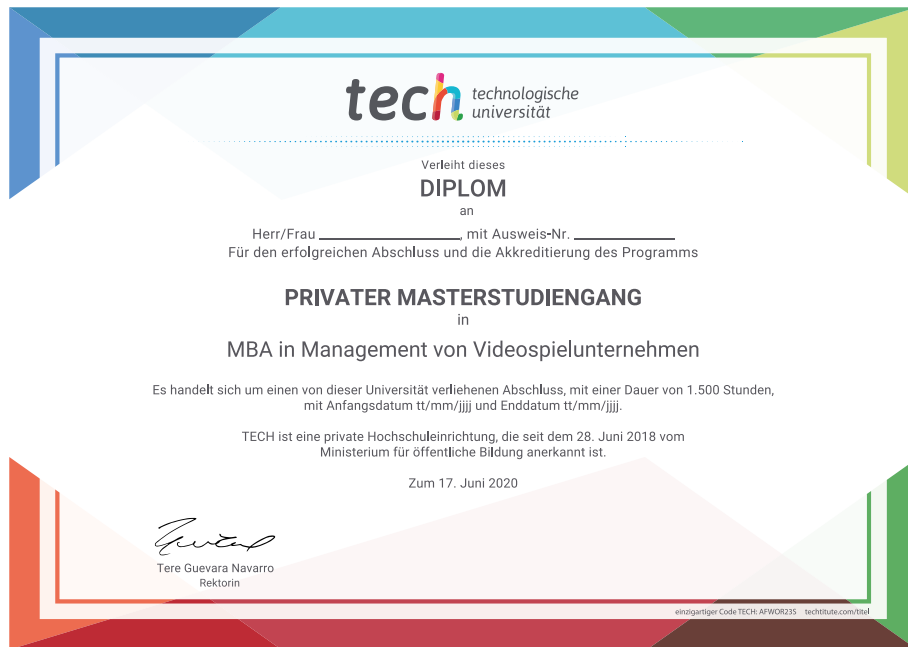 tech technologische
universität
Verleiht dieses
DIPLOM
an
Herr/Frau ____________________, mit Ausweis-Nr. ______________
Für den erfolgreichen Abschluss und die Akkreditierung des Programms
PRIVATER MASTERSTUDIENGANG
in
MBA in Management von Videospielunternehmen
Es handelt sich um einen von dieser Universität verliehenen Abschluss, mit einer Dauer von 1.500 Stunden,
mit Anfangsdatum tt/mm/jjjj und Enddatum tt/mm/jjjj.
TECH ist eine private Hochschuleinrichtung, die seit dem 28. Juni 2018 vom
Ministerium für öffentliche Bildung anerkannt ist.
Zum 17. Juni 2020
Tere Guevara Navarro
Rektorin
einzigartiger Code TECH: AFWOR23S techtitute.com/titel